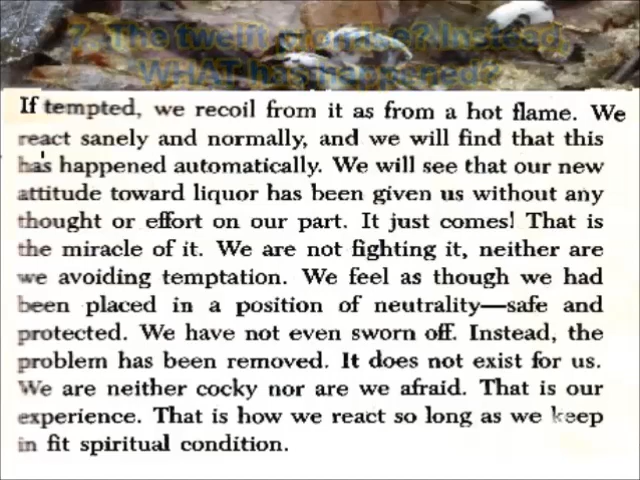 7. The twelft promise? Instead,
"WHAT has happened?
If tempted, we recoil from it as from a hot flame. We
react sanely and normally, and we will find that this
has happened automatically. We will see that our new
attitude toward liquor has been given us without any
thought or effort on our part. It just comes! That is
the miracle of it. We are not fighting it, neither are
we avoiding temptation. We feel as though we had
been placed in a position of neutrality—safe and
protected. We have not even sworn off. Instead, the
problem has been removed. It does not exist for us.
We are neither cocky nor are we afraid. That is our
experience. That is how we react so long as we keep
in fit spiritual condition.